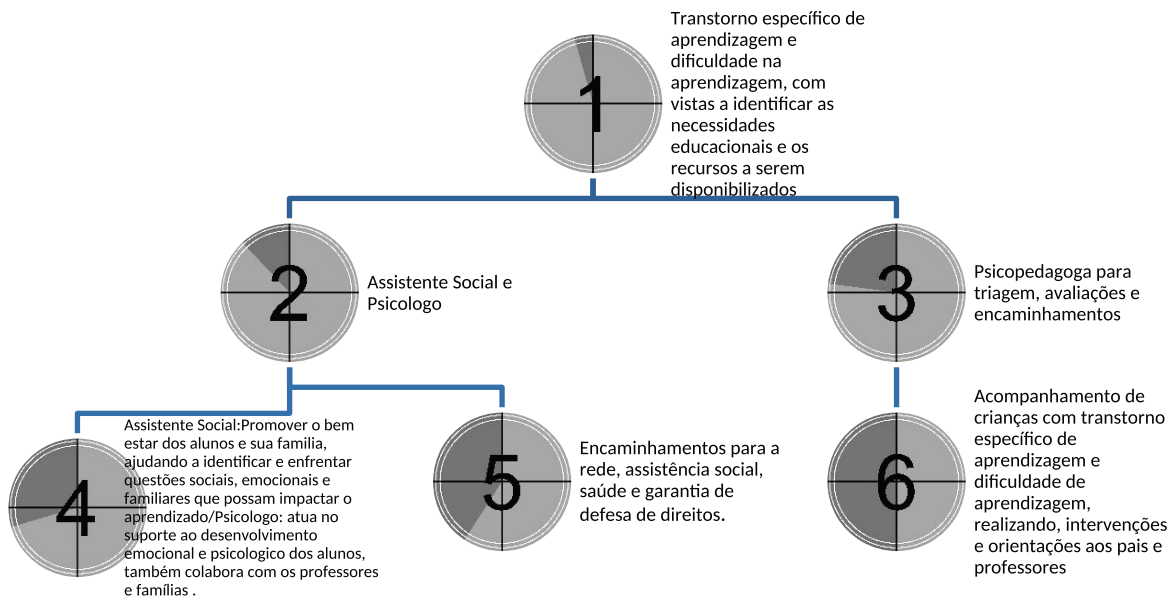 1
Transtorno específico de
aprendizagem e
dificuldade na
aprendizagem, com
vistas a identificar as
necessidades
educacionais e os
recursos a serem
disponibilizados
2
Assistente Social e
Psicologo
3
Psicopedagoga para
triagem, avaliações e
encaminhamentos
4
Assistente Social:Promover o bem
estar dos alunos e sua familia,
ajudando a identificar e enfrentar
questões sociais, emocionais e
familiares que possam impactar o
aprendizado/Psicologo: atua no
suporte ao desenvolvimento
emocional e psicologico dos alunos,
também colabora com os professores
e famílias .
5
Encaminhamentos para a
rede, assistência social,
saúde e garantia de
defesa de direitos.
6
Acompanhamento de
crianças com transtorno
específico de
aprendizagem e
dificuldade de
aprendizagem,
realizando, intervenções
e orientações aos pais e
professores